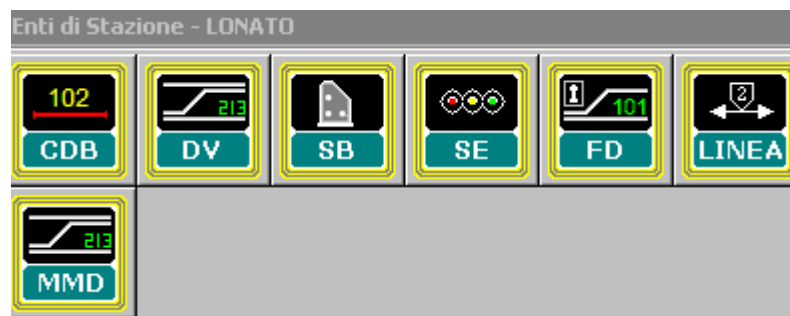 Enti di Stazione - LONATO
102
CDB
213
DV
SB
SE
101
FD
2
LINEA
213
MMD